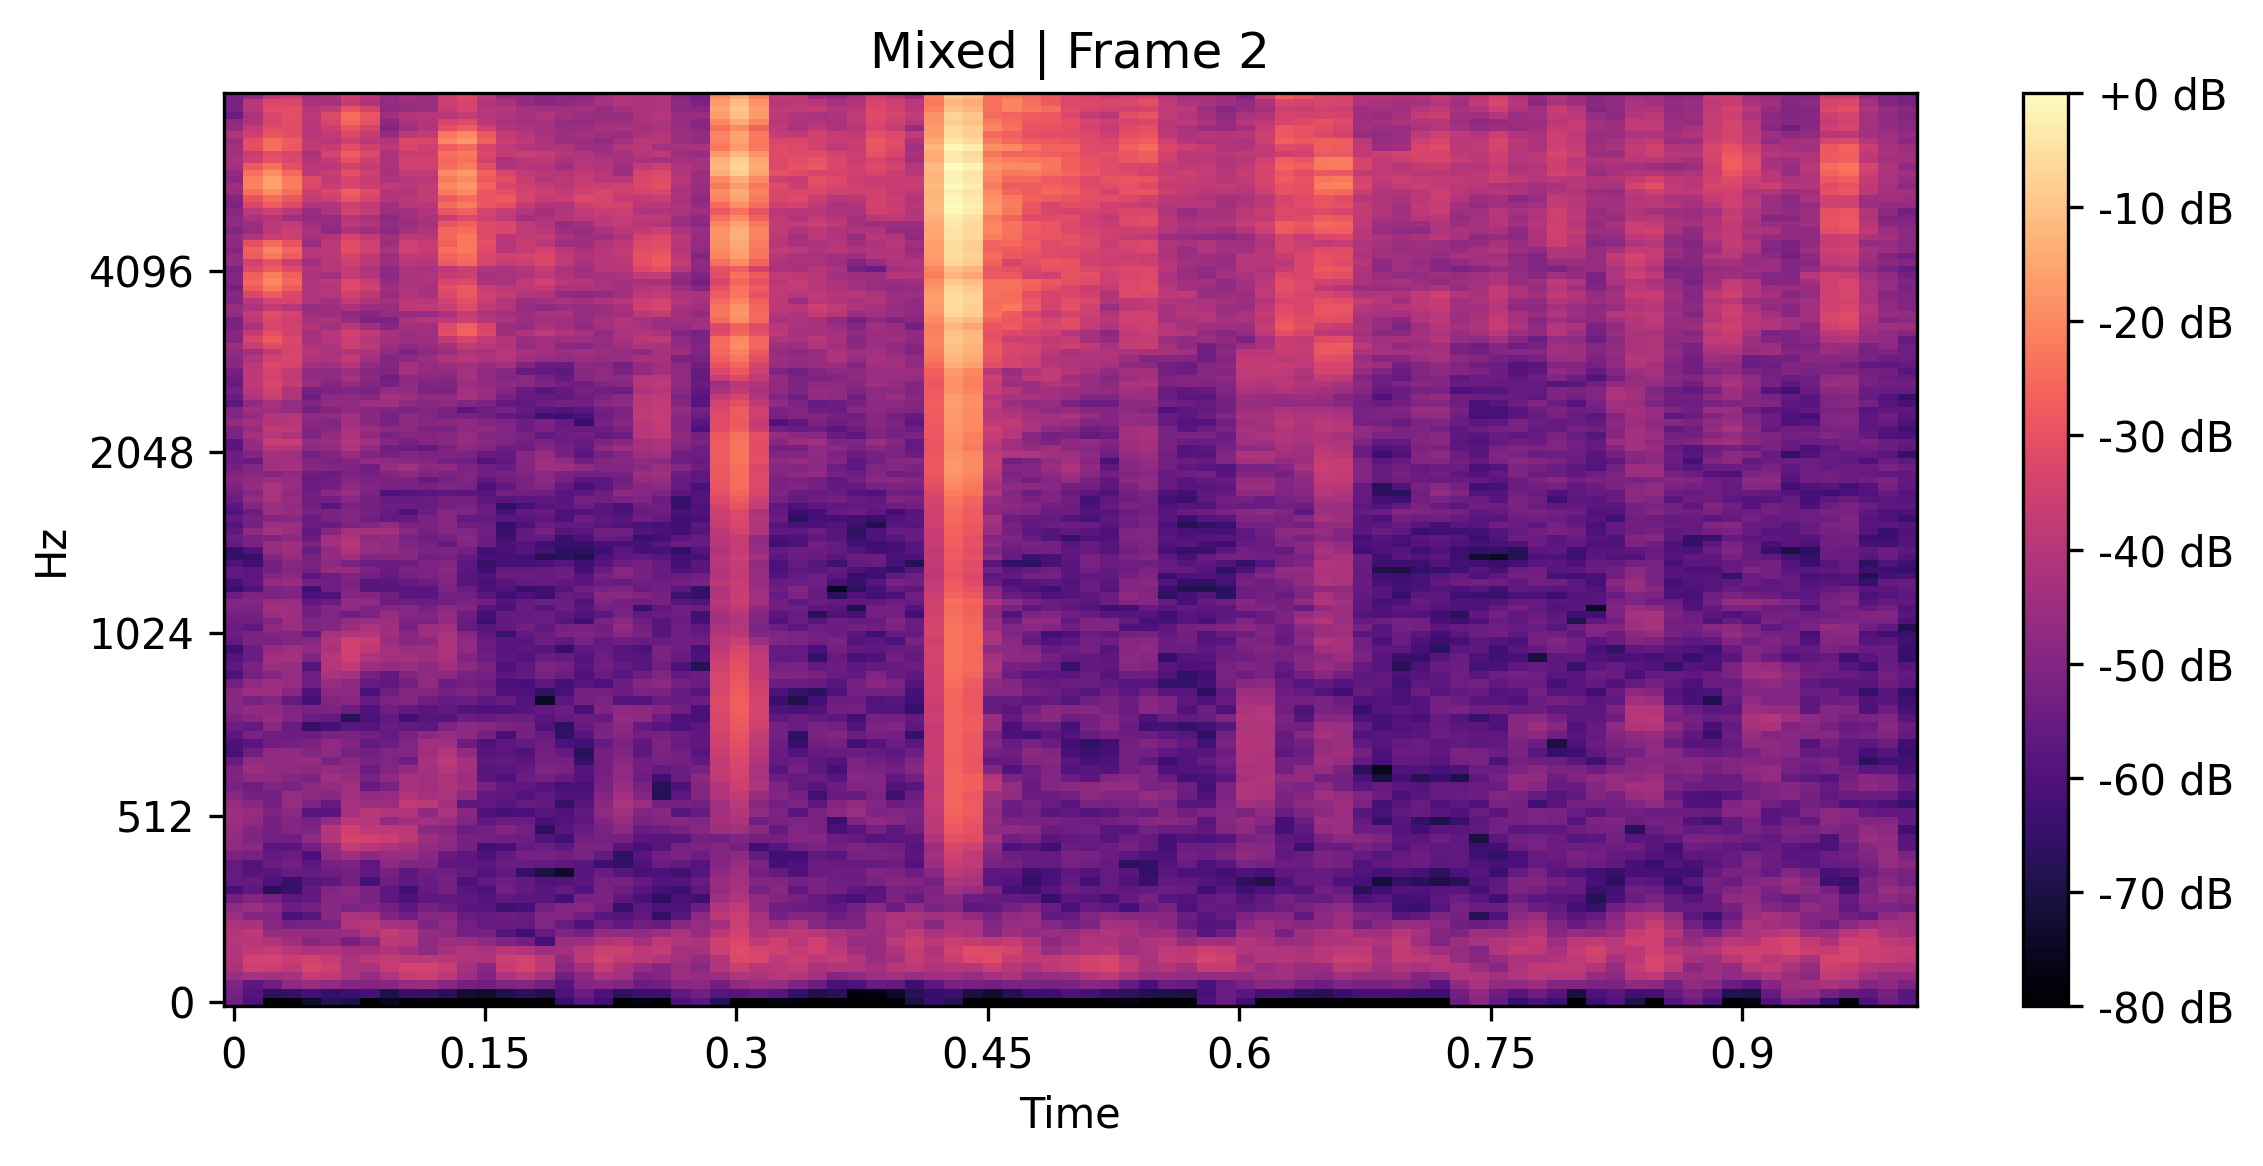 Mixed | Frame 2
Hz
4096
2048
1024
512
0
0 0.15 0.3 0.45 0.6 0.75 0.9
Time
+0 dB
-10 dB
-20 dB
-30 dB
-40 dB
-50 dB
-60 dB
-70 dB
-80 dB